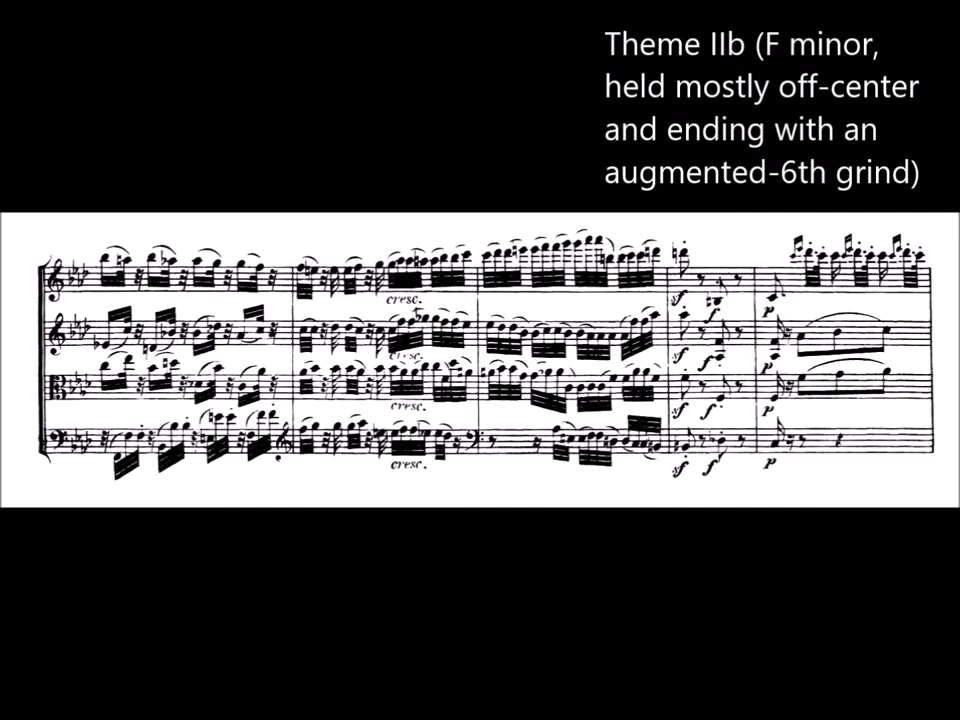 Theme IIb (F minor,
held mostly off-center
and ending with an
augmented-6th grind)
cresc.
sf f p
cresc.
sf f p
cresc.
sf f p
cresc.
sf f p